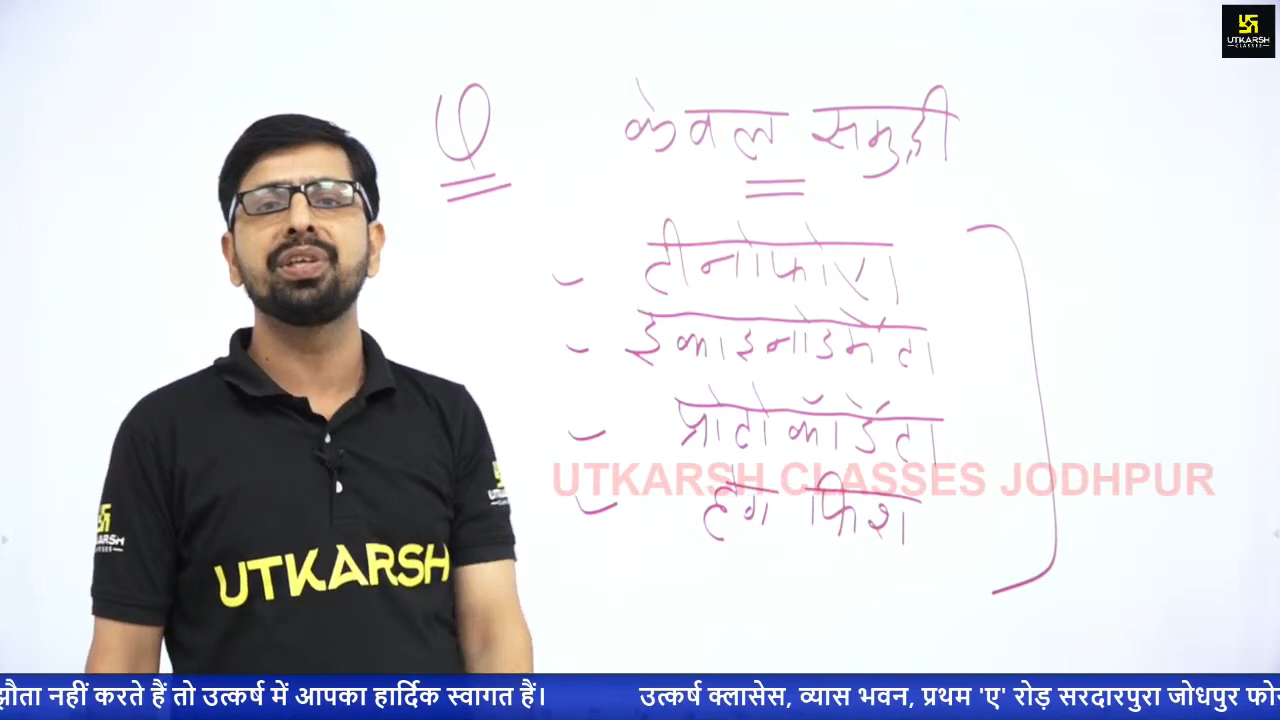 UTKARSH
CLASSES
Q केवल समुद्री
टीनोफोरा
इकाइनोडर्मेटा
प्रोटोकॉर्डेटा
UTKARSH CLASSES JODHPUR
हैग फिश
UTKARSH
झौता नहीं करते हैं तो उत्कर्ष में आपका हार्दिक स्वागत हैं। उत्कर्ष क्लासेस, व्यास भवन, प्रथम 'ए' रोड़ सरदारपुरा जोधपुर फोन